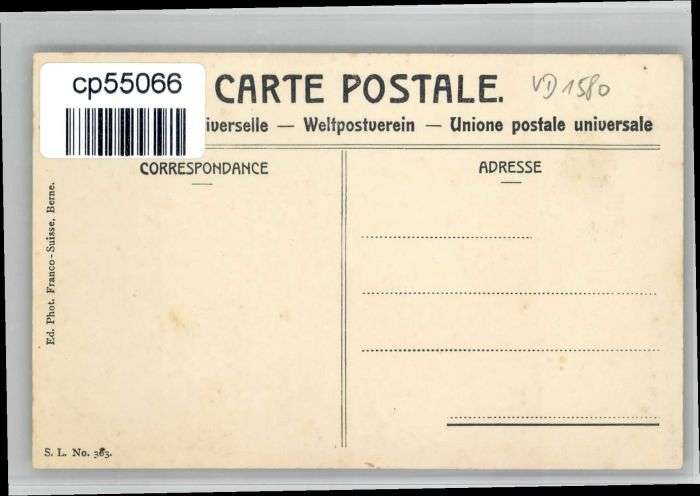 cp55066
CARTE POSTALE. VD 1580
iverselle — Weltpostverein — Unione postale universale
CORRESPONDANCE
ADRESSE
Ed. Phot. Franco-Suisse, Berne.
S. L. No. 363.